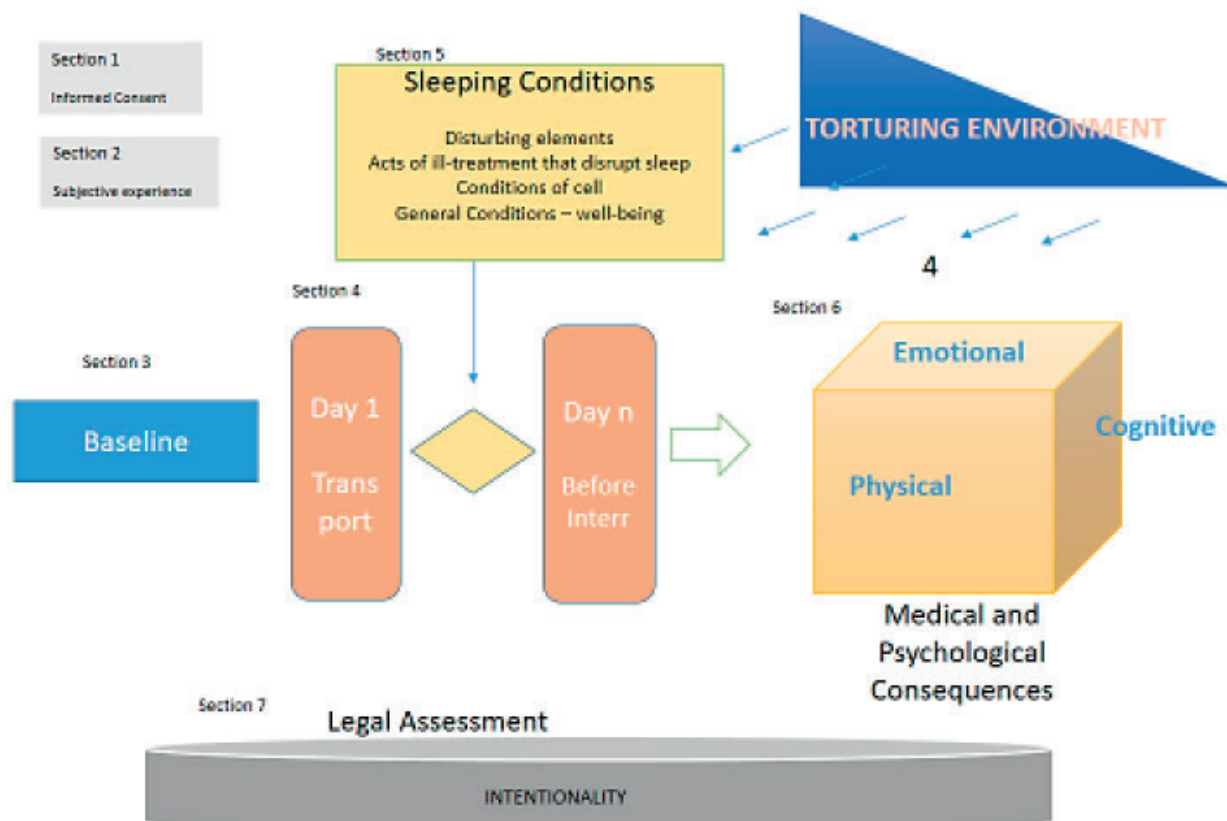 Section 1
Informed Consent
Section 2
Subjective experience
Section 5
Sleeping Conditions
Disturbing elements
Acts of ill-treatment that disrupt sleep
Conditions of cell
General Conditions – well-being
TORTURING ENVIRONMENT
4
Section 3
Baseline
Section 4
Day 1
Trans
port
Day n
Before
Interr
Section 6
Emotional
Cognitive
Physical
Medical and
Psychological
Consequences
Section 7
Legal Assessment
INTENTIONALITY